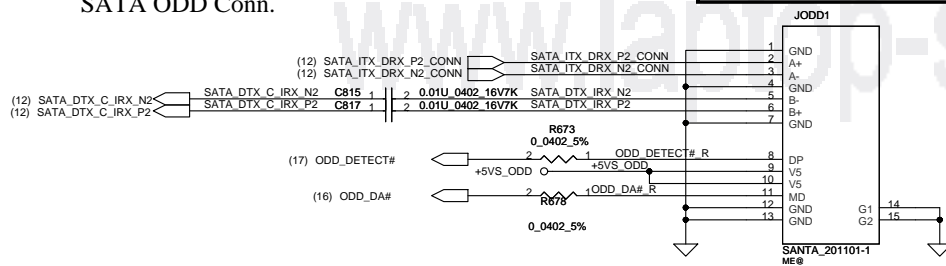 SATA ODD Conn.
www.laptop-s
JODD1
1 GND
(12) SATA_ITX_DRX_P2_CONN SATA_ITX_DRX_P2_CONN 2 A+
(12) SATA_ITX_DRX_N2_CONN SATA_ITX_DRX_N2_CONN 3 A-
4 GND
(12) SATA_DTX_C_IRX_N2 SATA_DTX_C_IRX_N2 C815 1 2 0.01U_0402_16V7K SATA_DTX_IRX_N2 5 B-
(12) SATA_DTX_C_IRX_P2 SATA_DTX_C_IRX_P2 C817 1 2 0.01U_0402_16V7K SATA_DTX_IRX_P2 6 B+
7 GND
R673
0_0402_5%
(17) ODD_DETECT# 2 1 ODD_DETECT#_R 8 DP
+5VS_ODD +5VS_ODD 9 V5
10 V5
(16) ODD_DA# 2 1 ODD_DA#_R 11 MD
R678
12 GND G1 14
13 GND G2 15
0_0402_5%
SANTA_201101-1
ME@